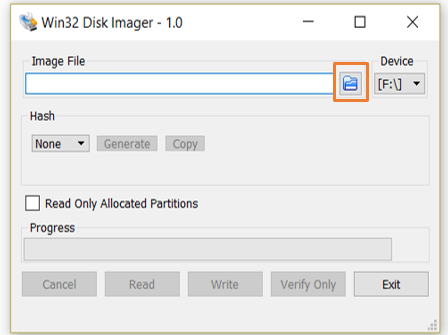 Win32 Disk Imager - 1.0
Image File
Device
[F:\]
Hash
None
Generate
Copy
Read Only Allocated Partitions
Progress
Cancel
Read
Write
Verify Only
Exit